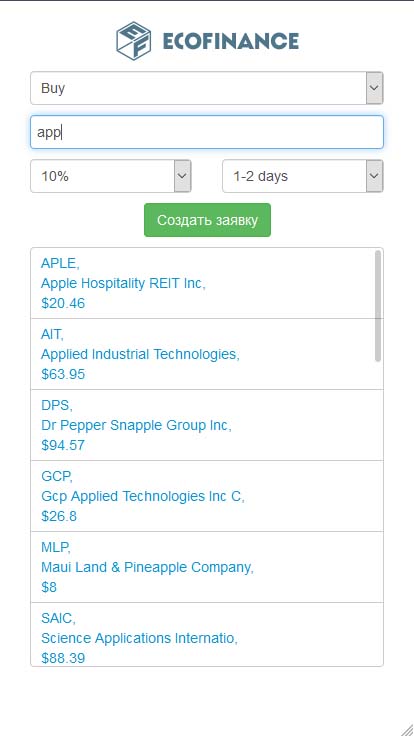 EF ECOFINANCE
Buy
app
10% 1-2 days
Создать заявку
APLE,
Apple Hospitality REIT Inc,
$20.46
AIT,
Applied Industrial Technologies,
$63.95
DPS,
Dr Pepper Snapple Group Inc,
$94.57
GCP,
Gcp Applied Technologies Inc C,
$26.8
MLP,
Maui Land & Pineapple Company,
$8
SAIC,
Science Applications Internatio,
$88.39